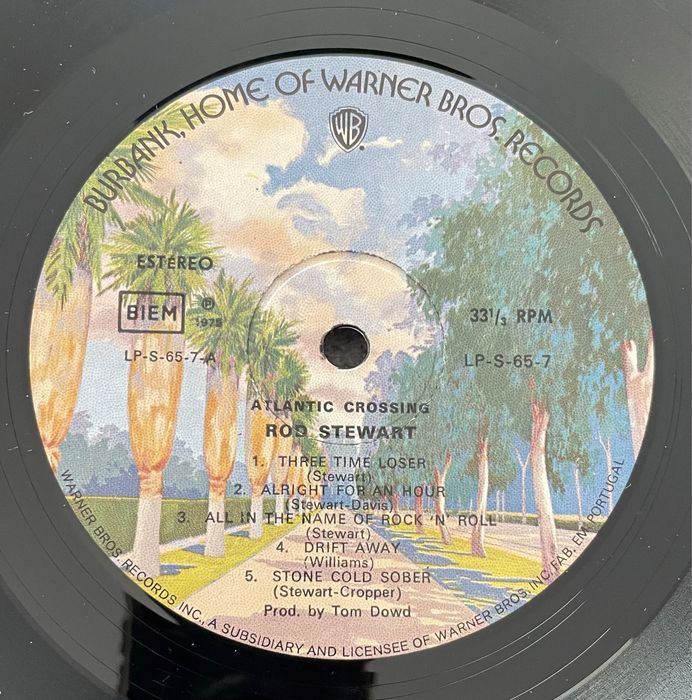 BURBANK, HOME OF WARNER BROS. RECORDS
WB
ESTÉREO
BIEM
Ⓟ
1975
LP-S-65-7-A
33 1/3 RPM
LP-S-65-7
ATLANTIC CROSSING
ROD STEWART
1. THREE TIME LOSER
(Stewart)
2. ALRIGHT FOR AN HOUR
(Stewart-Davis)
3. ALL IN THE NAME OF ROCK 'N' ROLL
(Stewart)
4. DRIFT AWAY
(Williams)
5. STONE COLD SOBER
(Stewart-Cropper)
Prod. by Tom Dowd
WARNER BROS. RECORDS INC., A SUBSIDIARY AND LICENSEE OF WARNER BROS. INC. FAB. EM PORTUGAL